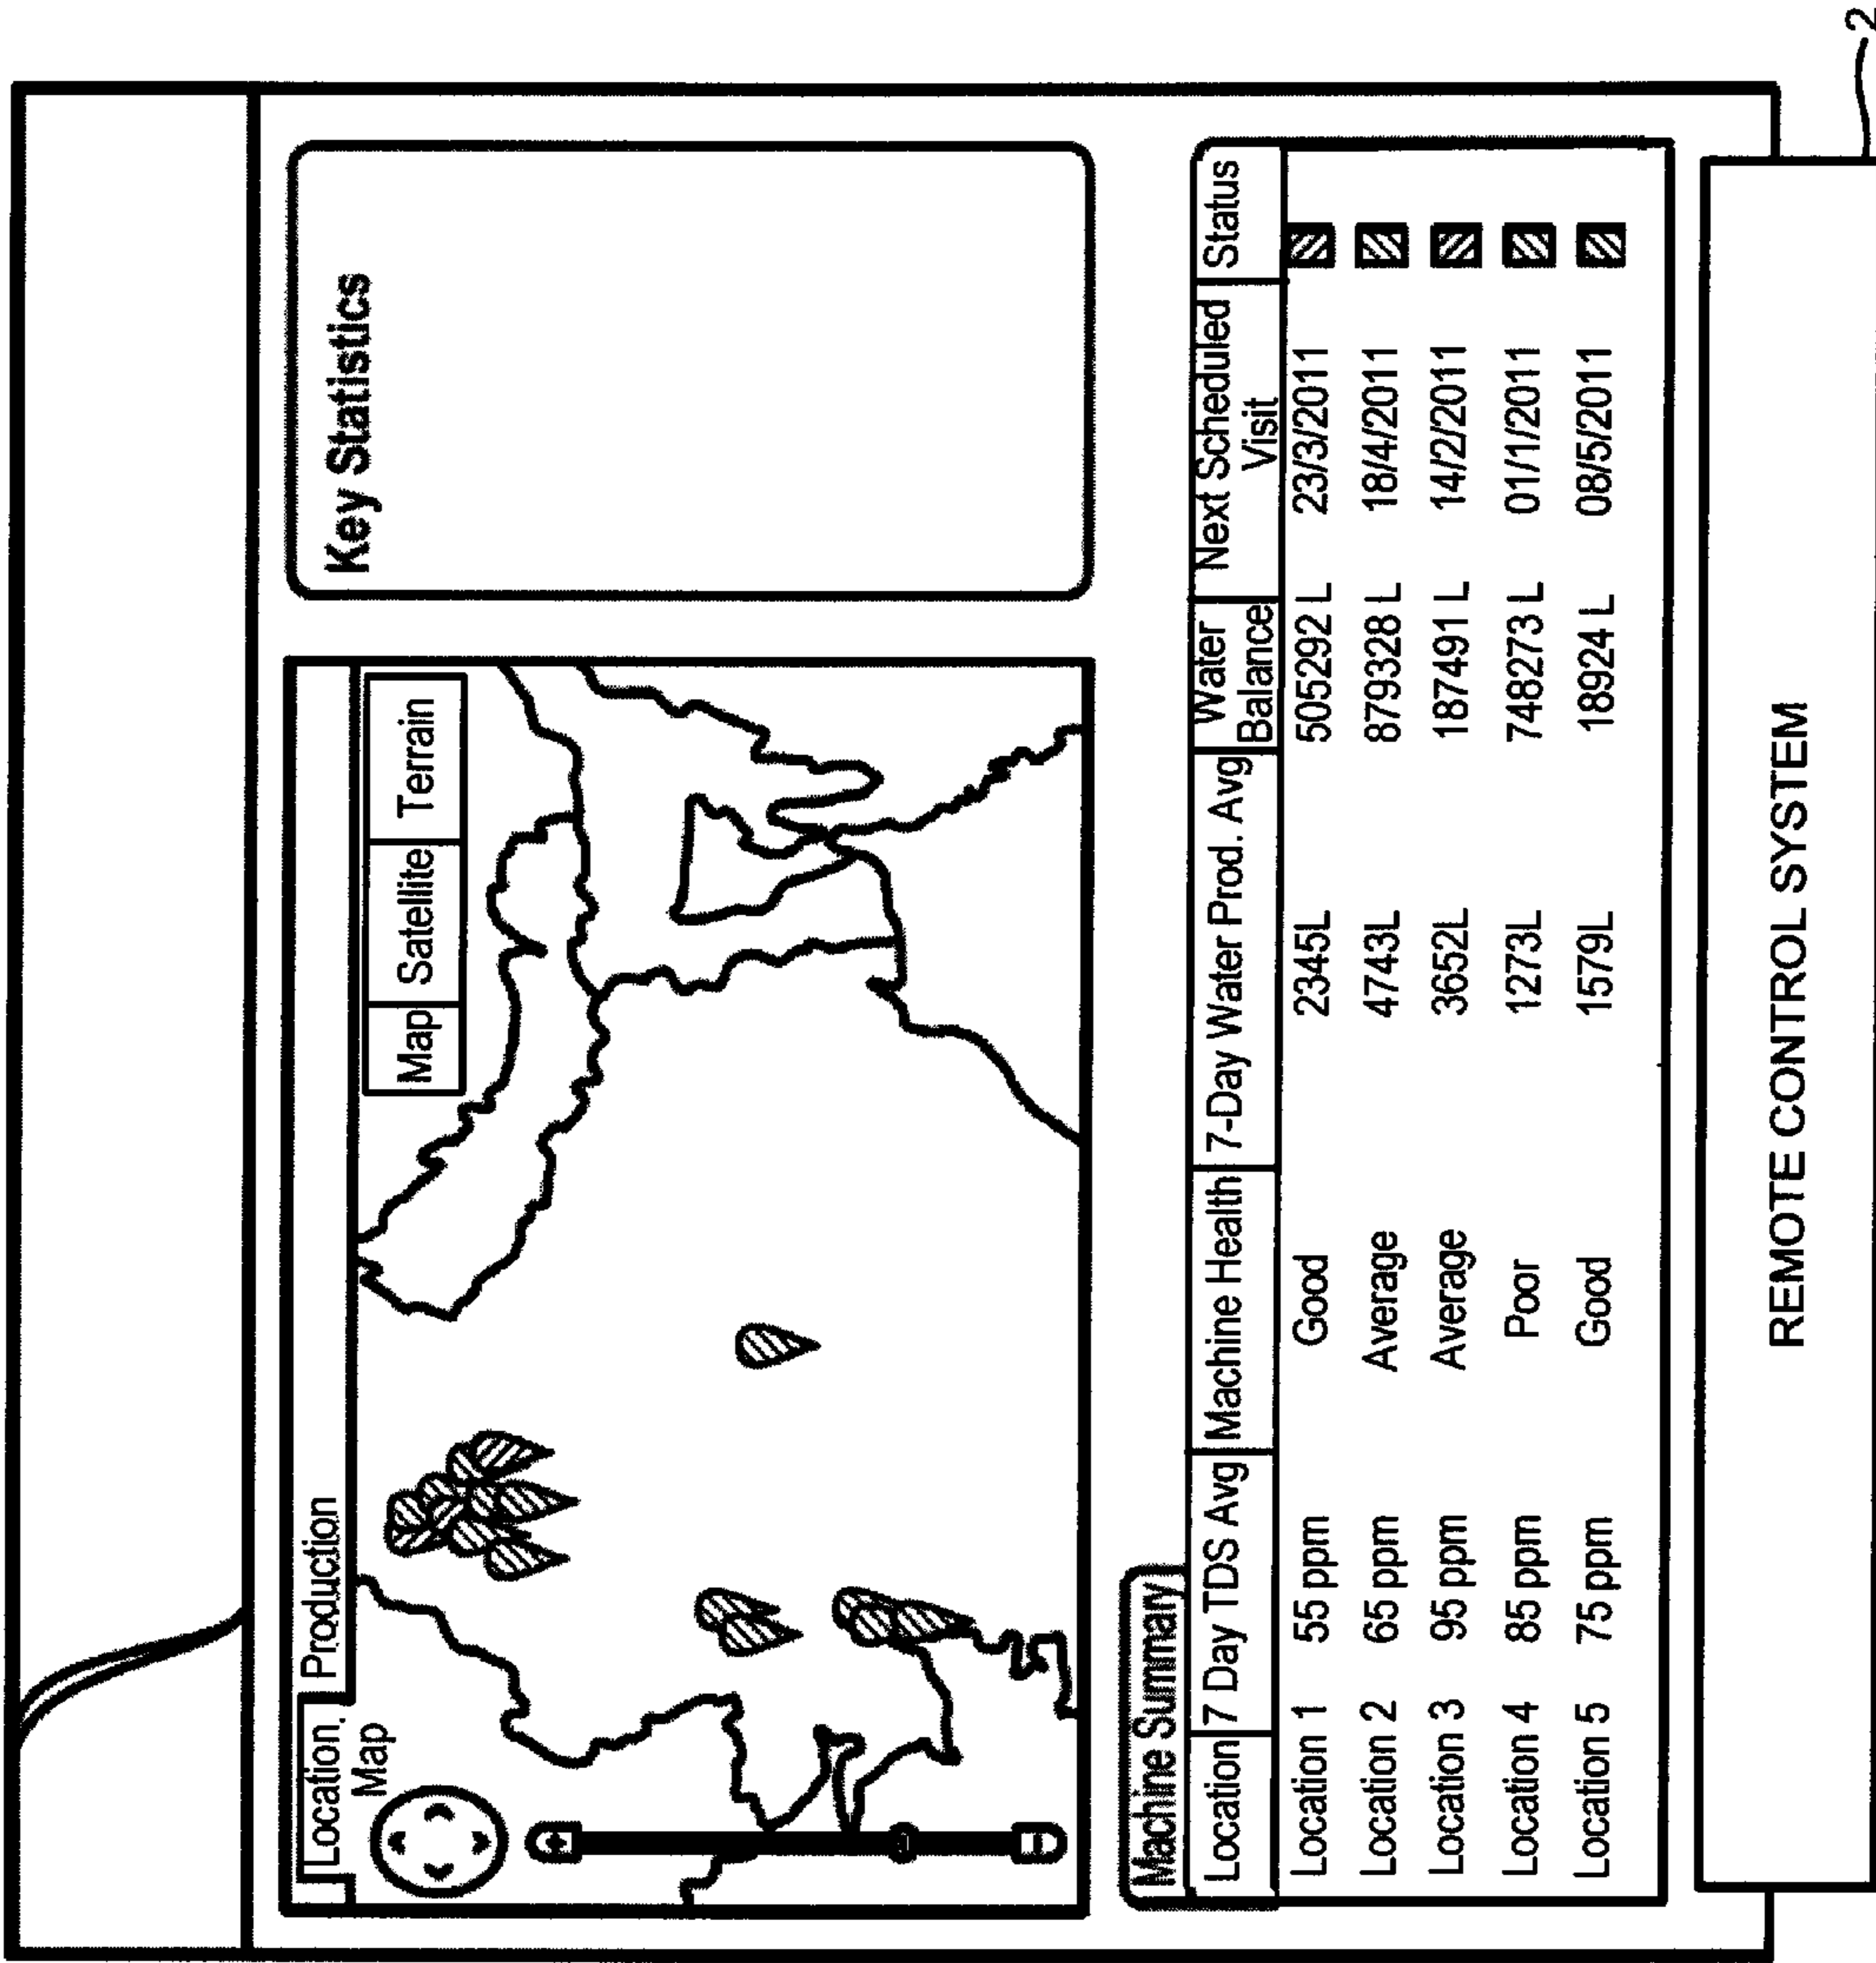 Location Production
Map
Map Satellite Terrain
Key Statistics
Machine Summary
Location 7 Day TDS Avg Machine Health 7-Day Water Prod. Avg Water Balance Next Scheduled Visit Status
Location 1 55 ppm Good 2345L 505292 L 23/3/2011
Location 2 65 ppm Average 4743L 879328 L 18/4/2011
Location 3 95 ppm Average 3652L 187491 L 14/2/2011
Location 4 85 ppm Poor 1273L 748273 L 01/1/2011
Location 5 75 ppm Good 1579L 18924 L 08/5/2011
REMOTE CONTROL SYSTEM
2